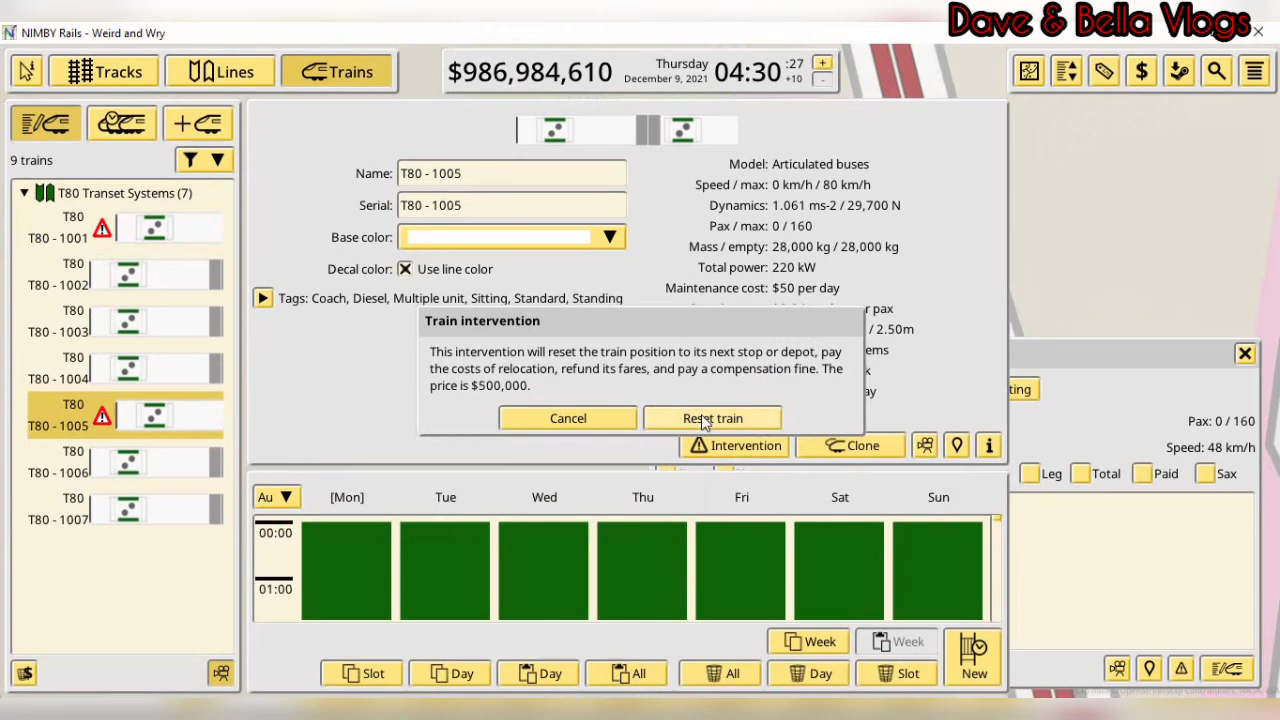 Dave & Bella Vlogs
NIMBY Rails - Weird and Wry
Tracks
Lines
Trains
$986,984,610
Thursday
December 9, 2021
04:30
:27
+10
9 trains
T80 Transet Systems (7)
T80
T80 - 1001
T80
T80 - 1002
T80
T80 - 1003
T80
T80 - 1004
T80
T80 - 1005
T80
T80 - 1006
T80
T80 - 1007
Name: T80 - 1005
Serial: T80 - 1005
Base color:
Decal color: Use line color
Tags: Coach, Diesel, Multiple unit, Sitting, Standard, Standing
Model: Articulated buses
Speed / max: 0 km/h / 80 km/h
Dynamics: 1.061 ms-2 / 29,700 N
Pax / max: 0 / 160
Mass / empty: 28,000 kg / 28,000 kg
Total power: 220 kW
Maintenance cost: $50 per day
r pax
/ 2.50m
ems
k
ay
Train intervention
This intervention will reset the train position to its next stop or depot, pay
the costs of relocation, refund its fares, and pay a compensation fine. The
price is $500,000.
Cancel
Reset train
Intervention
Clone
ting
Pax: 0 / 160
Speed: 48 km/h
Leg
Total
Paid
Sax
Au
[Mon]
Tue
Wed
Thu
Fri
Sat
Sun
00:00
01:00
Week
Week
Slot
Day
Day
All
All
Day
Slot
New